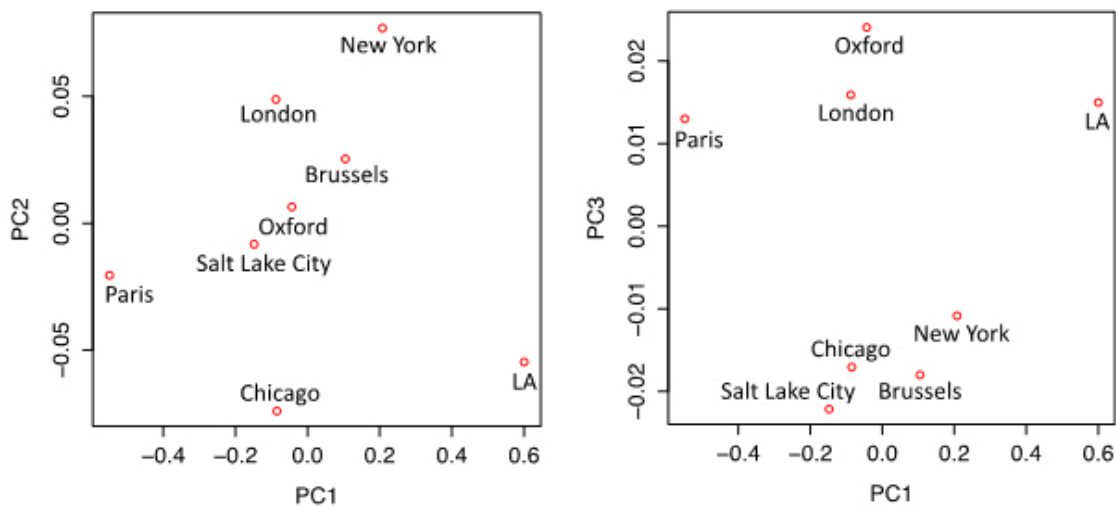 New York
0.05
London
Brussels
PC2
0.00
Oxford
Salt Lake City
Paris
−0.05
LA
Chicago
−0.4 −0.2 0.0 0.2 0.4 0.6
PC1
0.02
Oxford
London
LA
0.01
Paris
PC3
0.00
−0.01
New York
Chicago
−0.02
Salt Lake City
Brussels
−0.4 −0.2 0.0 0.2 0.4 0.6
PC1